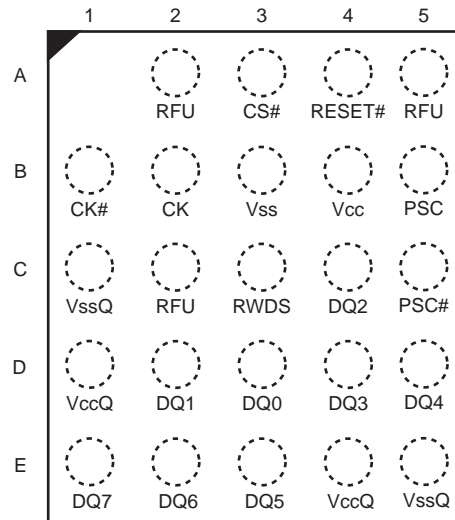 1 2 3 4 5
A
RFU CS# RESET# RFU
B
CK# CK Vss Vcc PSC
C
VssQ RFU RWDS DQ2 PSC#
D
VccQ DQ1 DQ0 DQ3 DQ4
E
DQ7 DQ6 DQ5 VccQ VssQ